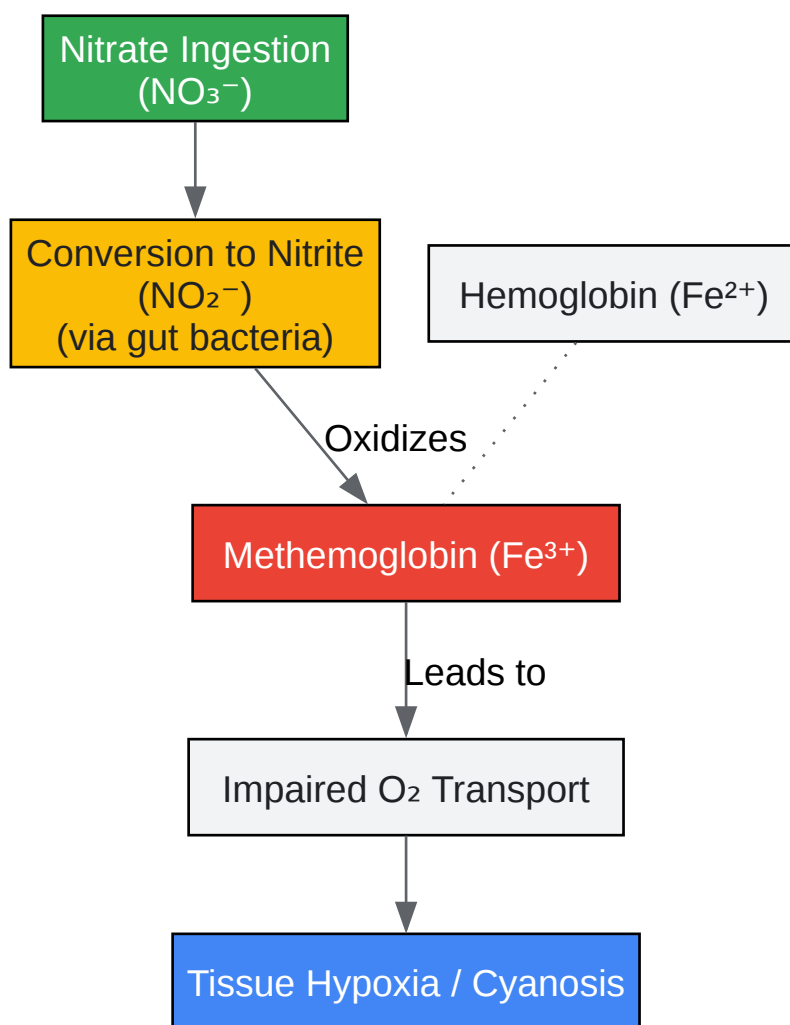 Nitrate Ingestion
(NO₃⁻)
Conversion to Nitrite
(NO₂⁻)
(via gut bacteria)
Hemoglobin (Fe²⁺)
Oxidizes
Methemoglobin (Fe³⁺)
Leads to
Impaired O₂ Transport
Tissue Hypoxia / Cyanosis